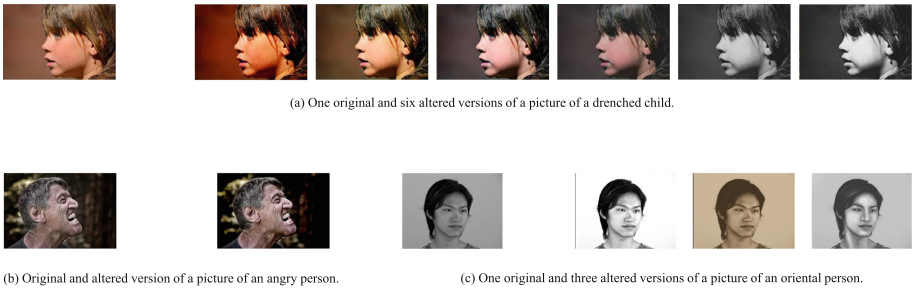 (a) One original and six altered versions of a picture of a drenched child.
(b) Original and altered version of a picture of an angry person.
(c) One original and three altered versions of a picture of an oriental person.